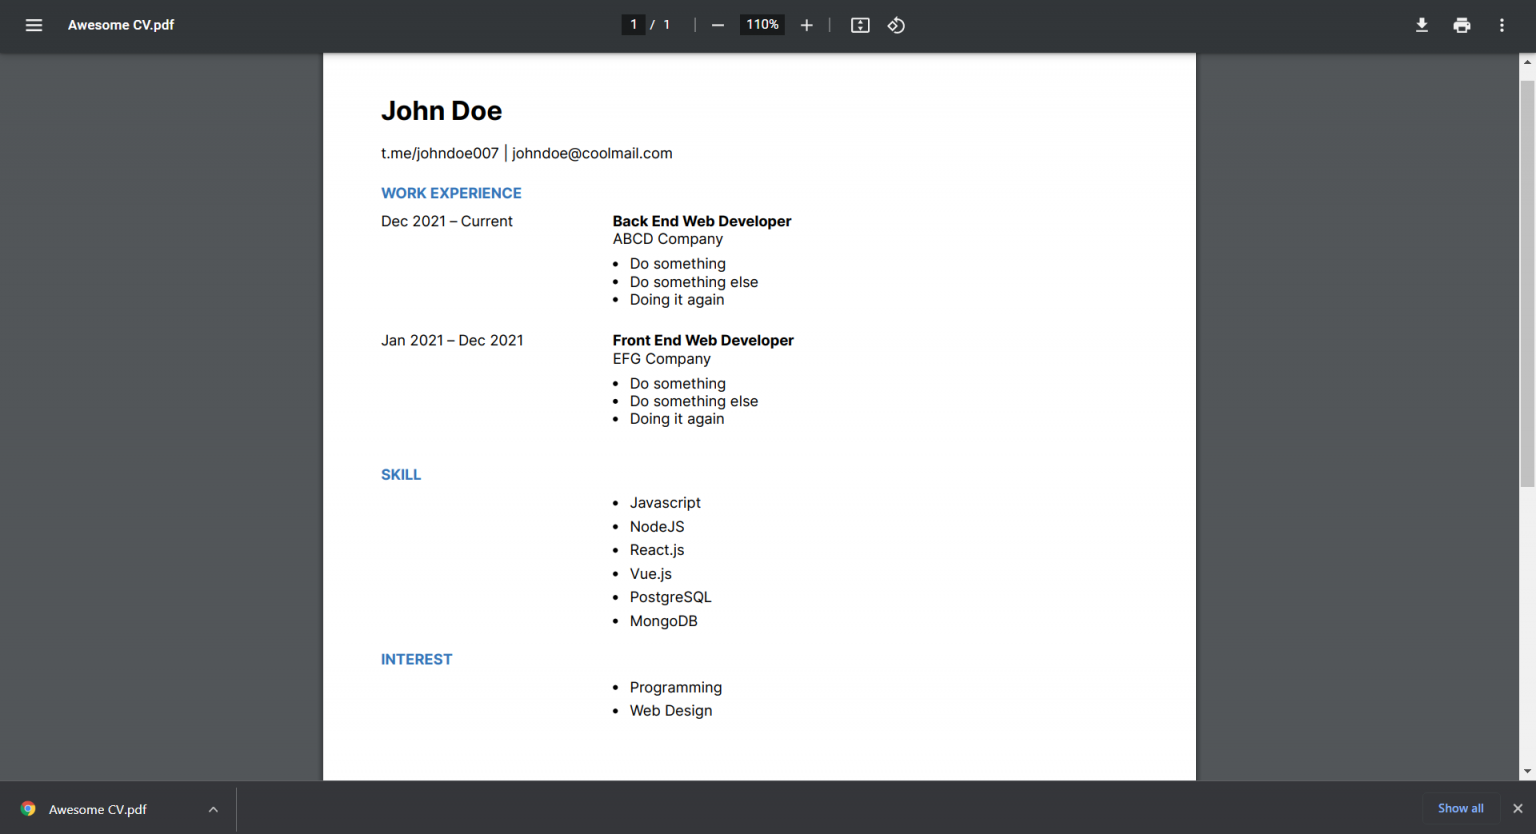 Awesome CV.pdf
1 / 1
110%
John Doe
t.me/johndoe007 | johndoe@coolmail.com
WORK EXPERIENCE
Dec 2021 – Current
Back End Web Developer
ABCD Company
• Do something
• Do something else
• Doing it again
Jan 2021 – Dec 2021
Front End Web Developer
EFG Company
• Do something
• Do something else
• Doing it again
SKILL
• Javascript
• NodeJS
• React.js
• Vue.js
• PostgreSQL
• MongoDB
INTEREST
• Programming
• Web Design
Awesome CV.pdf
Show all